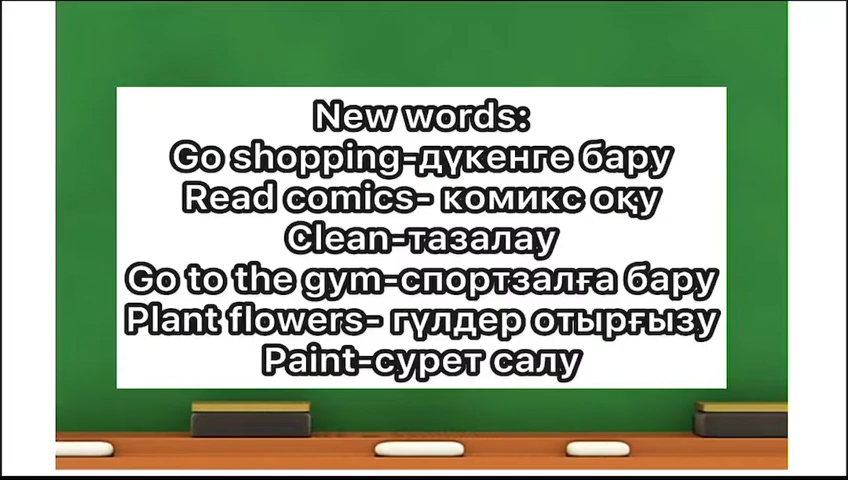 New words:
Go shopping-дүкенге бару
Read comics- комикс оқу
Clean-тазалау
Go to the gym-спортзалға бару
Plant flowers- гүлдер отырғызу
Paint-сурет салу